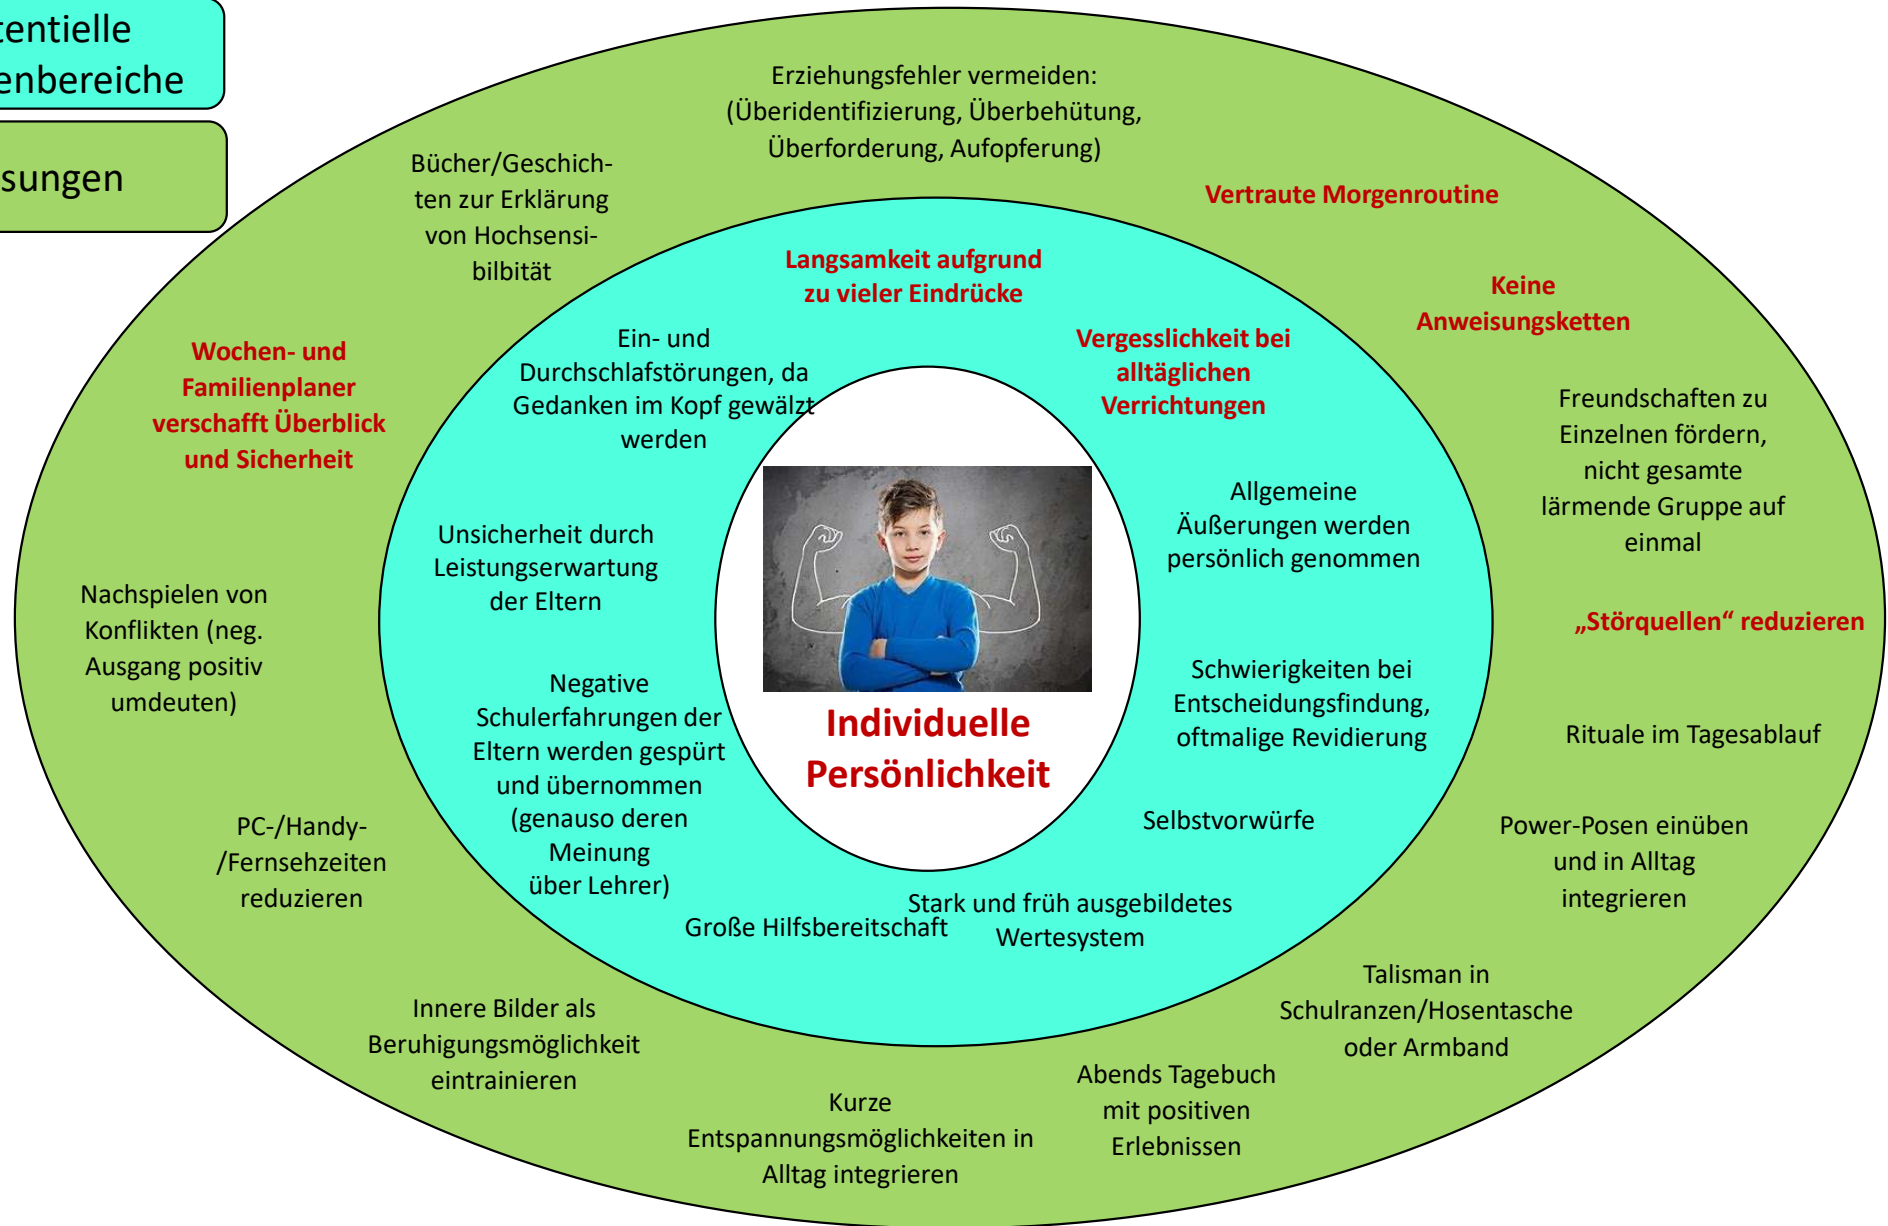 tentielle
enbereiche
sungen
Erziehungsfehler vermeiden:
(Überidentifizierung, Überbehütung,
Überforderung, Aufopferung)
Bücher/Geschich-
ten zur Erklärung
von Hochsensi-
bilbität
Vertraute Morgenroutine
Keine
Anweisungsketten
Wochen- und
Familienplaner
verschafft Überblick
und Sicherheit
Freundschaften zu
Einzelnen fördern,
nicht gesamte
lärmende Gruppe auf
einmal
Nachspielen von
Konflikten (neg.
Ausgang positiv
umdeuten)
„Störquellen“ reduzieren
Rituale im Tagesablauf
PC-/Handy-
/Fernsehzeiten
reduzieren
Power-Posen einüben
und in Alltag
integrieren
Innere Bilder als
Beruhigungsmöglichkeit
eintrainieren
Talisman in
Schulranzen/Hosentasche
oder Armband
Kurze
Entspannungsmöglichkeiten in
Alltag integrieren
Abends Tagebuch
mit positiven
Erlebnissen
Langsamkeit aufgrund
zu vieler Eindrücke
Ein- und
Durchschlafstörungen, da
Gedanken im Kopf gewälzt
werden
Vergesslichkeit bei
alltäglichen
Verrichtungen
Unsicherheit durch
Leistungserwartung
der Eltern
Allgemeine
Äußerungen werden
persönlich genommen
Negative
Schulerfahrungen der
Eltern werden gespürt
und übernommen
(genauso deren
Meinung
über Lehrer)
Schwierigkeiten bei
Entscheidungsfindung,
oftmalige Revidierung
Selbstvorwürfe
Große Hilfsbereitschaft
Stark und früh ausgebildetes
Wertesystem
Individuelle
Persönlichkeit